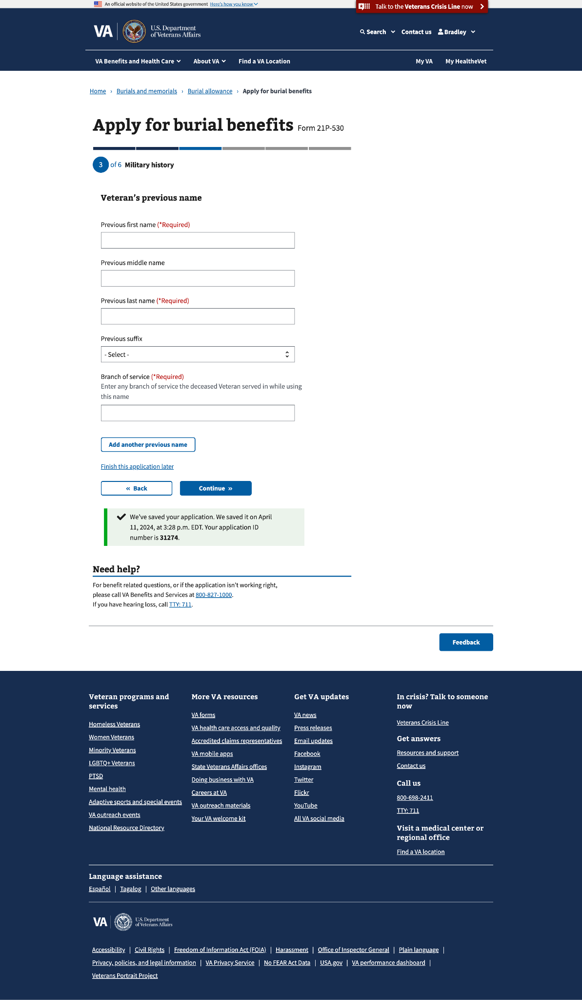 An official website of the United States government Here's how you know
Talk to the Veterans Crisis Line now
VA
U.S. Department
of Veterans Affairs
Search Contact us Bradley
VA Benefits and Health Care About VA Find a VA Location My VA My HealtheVet
Home › Burials and memorials › Burial allowance › Apply for burial benefits
Apply for burial benefits Form 21P-530
3 of 6 Military history
Veteran’s previous name
Previous first name (*Required)
Previous middle name
Previous last name (*Required)
Previous suffix
- Select -
Branch of service (*Required)
Enter any branch of service the deceased Veteran served in while using
this name
Add another previous name
Finish this application later
« Back
Continue »
We’ve saved your application. We saved it on April
11, 2024, at 3:28 p.m. EDT. Your application ID
number is 31274.
Need help?
For benefit related questions, or if the application isn't working right,
please call VA Benefits and Services at 800-827-1000.
If you have hearing loss, call TTY: 711.
Feedback
Veteran programs and
services
Homeless Veterans
Women Veterans
Minority Veterans
LGBTQ+ Veterans
PTSD
Mental health
Adaptive sports and special events
VA outreach events
National Resource Directory
More VA resources
VA forms
VA health care access and quality
Accredited claims representatives
VA mobile apps
State Veterans Affairs offices
Doing business with VA
Careers at VA
VA outreach materials
Your VA welcome kit
Get VA updates
VA news
Press releases
Email updates
Facebook
Instagram
Twitter
Flickr
YouTube
All VA social media
In crisis? Talk to someone
now
Veterans Crisis Line
Get answers
Resources and support
Contact us
Call us
800-698-2411
TTY: 711
Visit a medical center or
regional office
Find a VA location
Language assistance
Español | Tagalog | Other languages
VA
U.S. Department
of Veterans Affairs
Accessibility | Civil Rights | Freedom of Information Act (FOIA) | Harassment | Office of Inspector General | Plain language |
Privacy, policies, and legal information | VA Privacy Service | No FEAR Act Data | USA.gov | VA performance dashboard |
Veterans Portrait Project